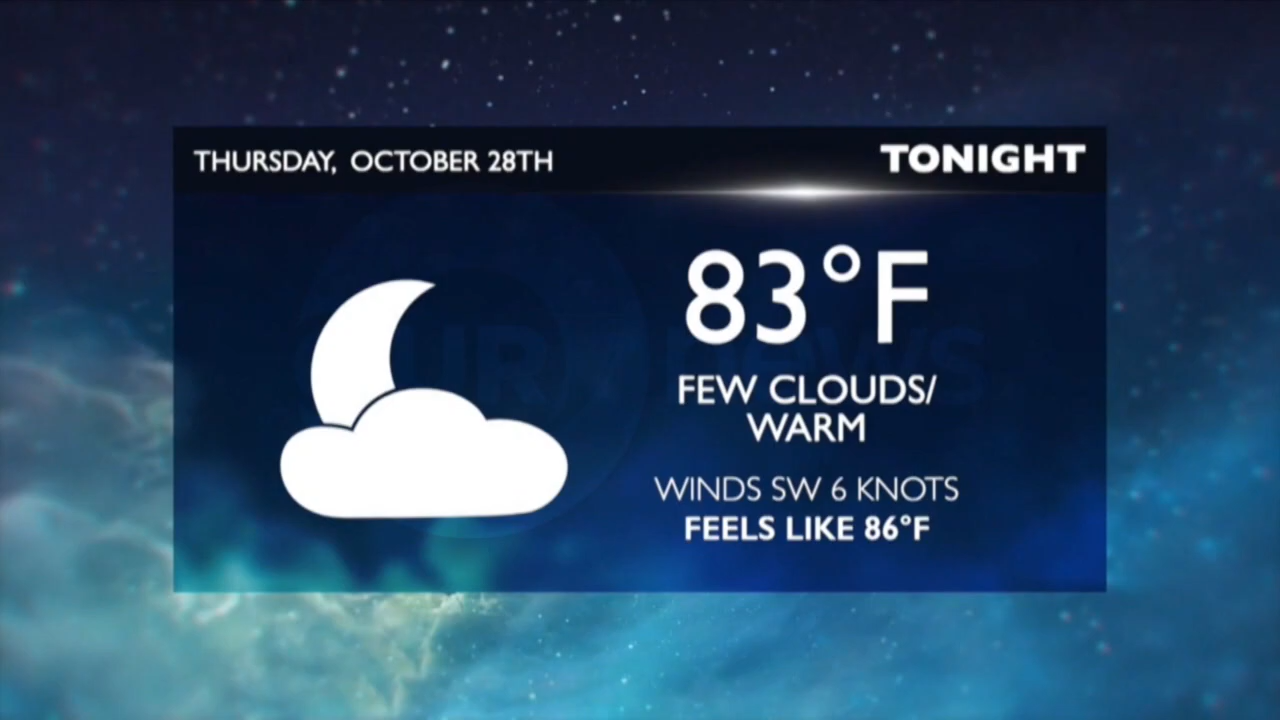 THURSDAY, OCTOBER 28TH
TONIGHT
83°F
FEW CLOUDS/
WARM
WINDS SW 6 KNOTS
FEELS LIKE 86°F